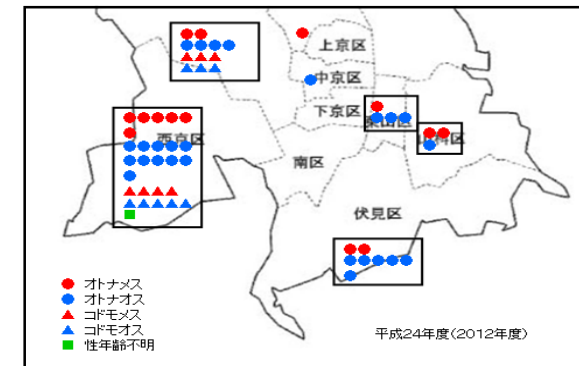 上京区
中京区
下京区
西京区
南区
伏見区
オトナメス
オトナオス
コドモメス
コドモオス
性年齢不明
平成24年度(2012年度)